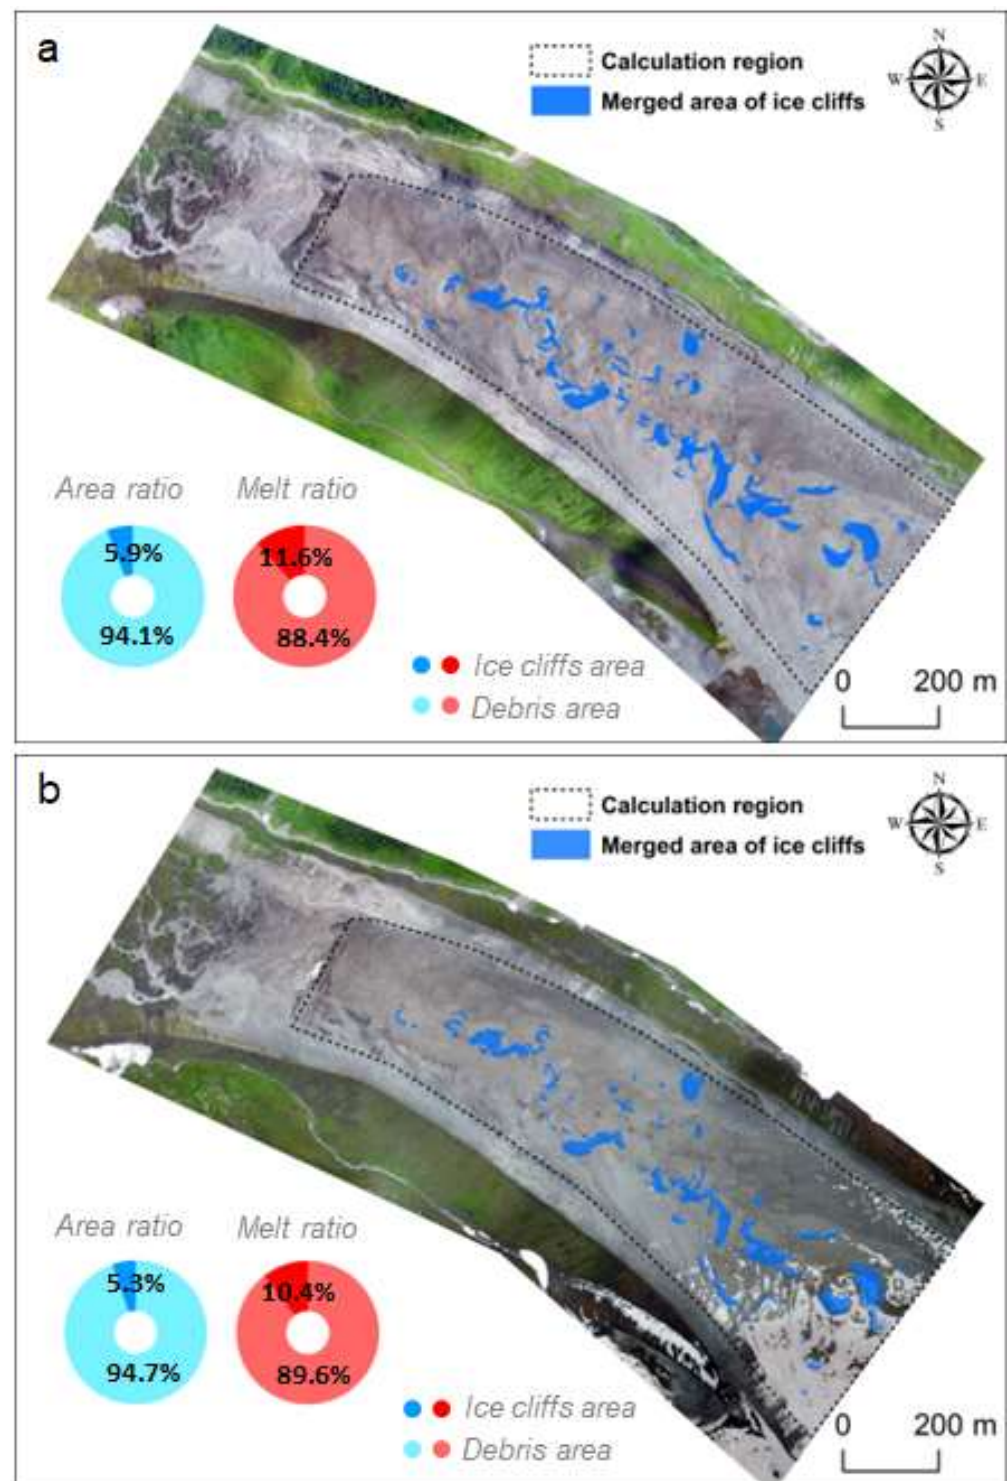 a
Calculation region
Merged area of ice cliffs
N
W E
S
Area ratio Melt ratio
5.9% 11.6%
94.1% 88.4%
Ice cliffs area
Debris area
0 200 m
b
Calculation region
Merged area of ice cliffs
N
W E
S
Area ratio Melt ratio
5.3% 10.4%
94.7% 89.6%
Ice cliffs area
Debris area
0 200 m